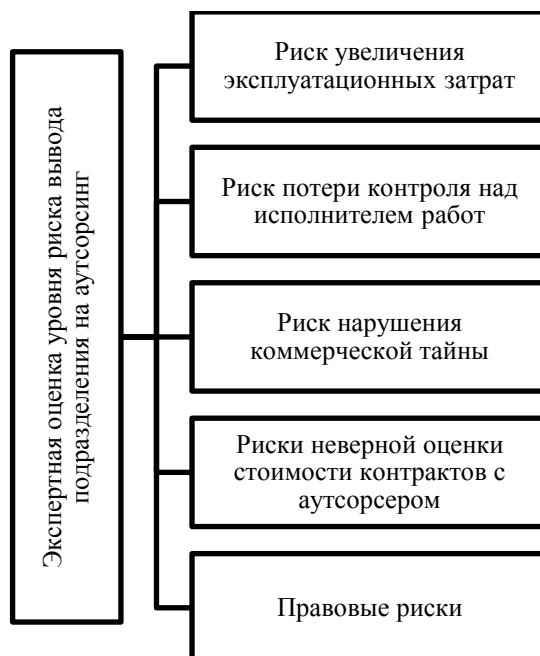 Экспертная оценка уровня риска вывода
подразделения на аутсорсинг
Риск увеличения
эксплуатационных затрат
Риск потери контроля над
исполнителем работ
Риск нарушения
коммерческой тайны
Риски неверной оценки
стоимости контрактов с
аутсорсером
Правовые риски